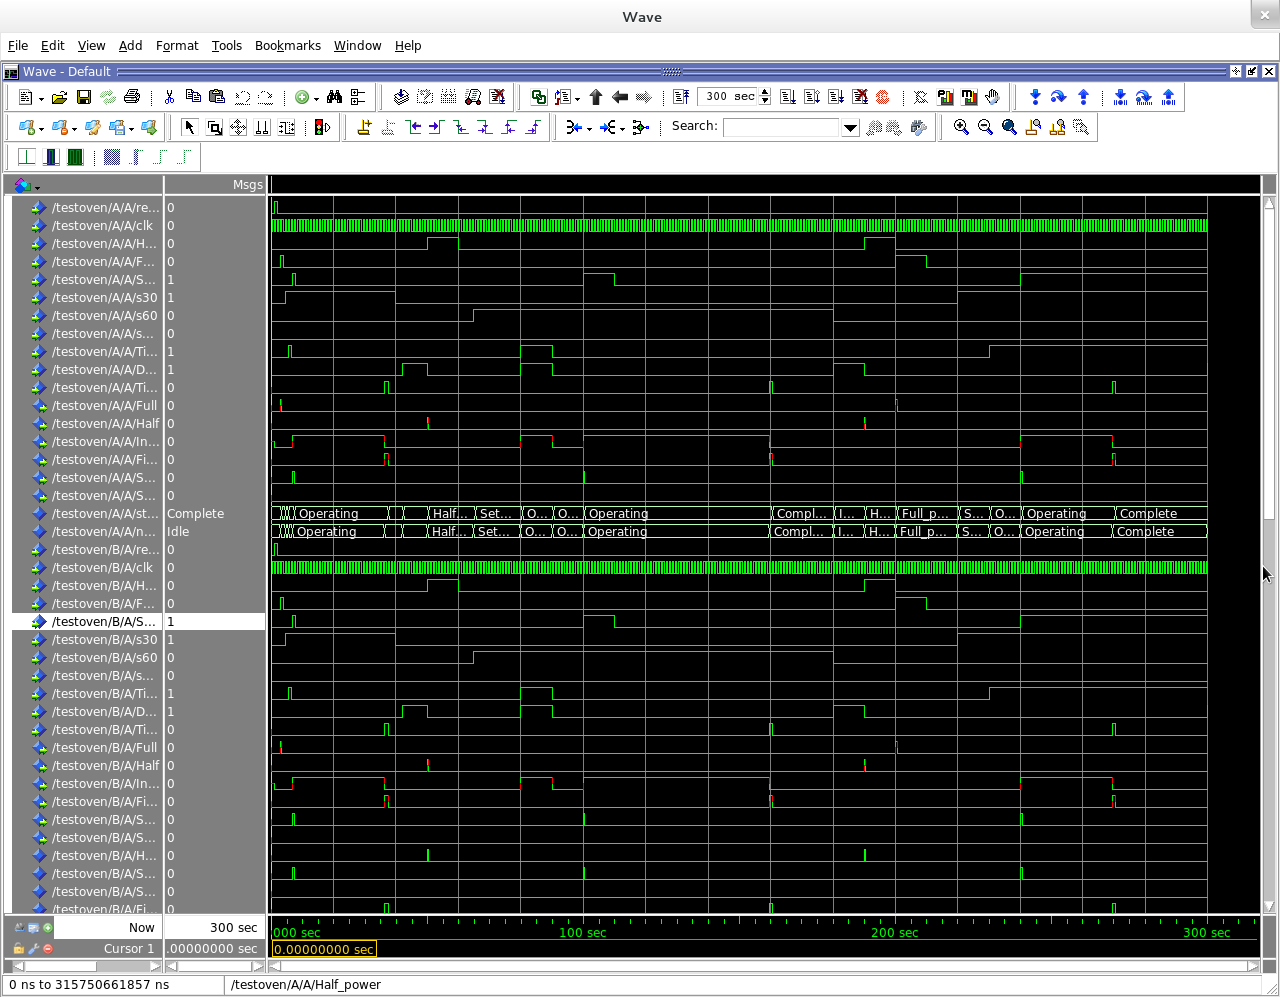 Wave
File Edit View Add Format Tools Bookmarks Window Help
Wave - Default
300 sec
Search:
Msgs
/testoven/A/A/re... 0
/testoven/A/A/clk 0
/testoven/A/A/H... 0
/testoven/A/A/F... 0
/testoven/A/A/S... 1
/testoven/A/A/s30 1
/testoven/A/A/s60 0
/testoven/A/A/s... 0
/testoven/A/A/Ti... 1
/testoven/A/A/D... 1
/testoven/A/A/Ti... 0
/testoven/A/A/Full 0
/testoven/A/A/Half 0
/testoven/A/A/In... 0
/testoven/A/A/Fi... 0
/testoven/A/A/S... 0
/testoven/A/A/S... 0
/testoven/A/A/st... Complete Operating Half... Set... O... O... Operating Compl... I... H... Full_p... S... O... Operating Complete
/testoven/A/A/n... Idle Operating Half... Set... O... O... Operating Compl... I... H... Full_p... S... O... Operating Complete
/testoven/B/A/re... 0
/testoven/B/A/clk 0
/testoven/B/A/H... 0
/testoven/B/A/F... 0
/testoven/B/A/S... 1
/testoven/B/A/s30 1
/testoven/B/A/s60 0
/testoven/B/A/s... 0
/testoven/B/A/Ti... 1
/testoven/B/A/D... 1
/testoven/B/A/Ti... 0
/testoven/B/A/Full 0
/testoven/B/A/Half 0
/testoven/B/A/In... 0
/testoven/B/A/Fi... 0
/testoven/B/A/S... 0
/testoven/B/A/S... 0
/testoven/B/A/H... 0
/testoven/B/A/S... 0
/testoven/B/A/S... 0
/testoven/B/A/Fi... 0
Now 300 sec 000 sec 100 sec 200 sec 300 sec
Cursor 1 .00000000 sec 0.00000000 sec
0 ns to 315750661857 ns /testoven/A/A/Half_power